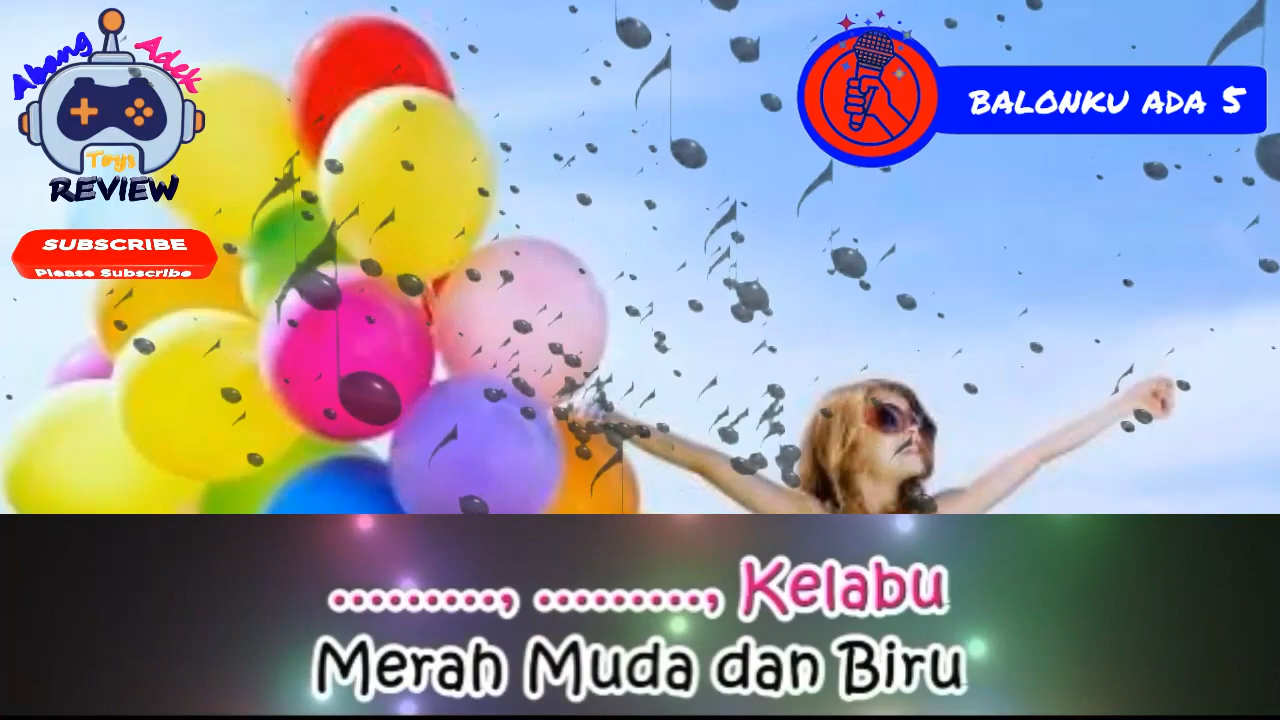 Abang Adek
Toys
REVIEW
SUBSCRIBE
Please Subscribe
BALONKU ADA 5
.........., .........., Kelabu
Merah Muda dan Biru